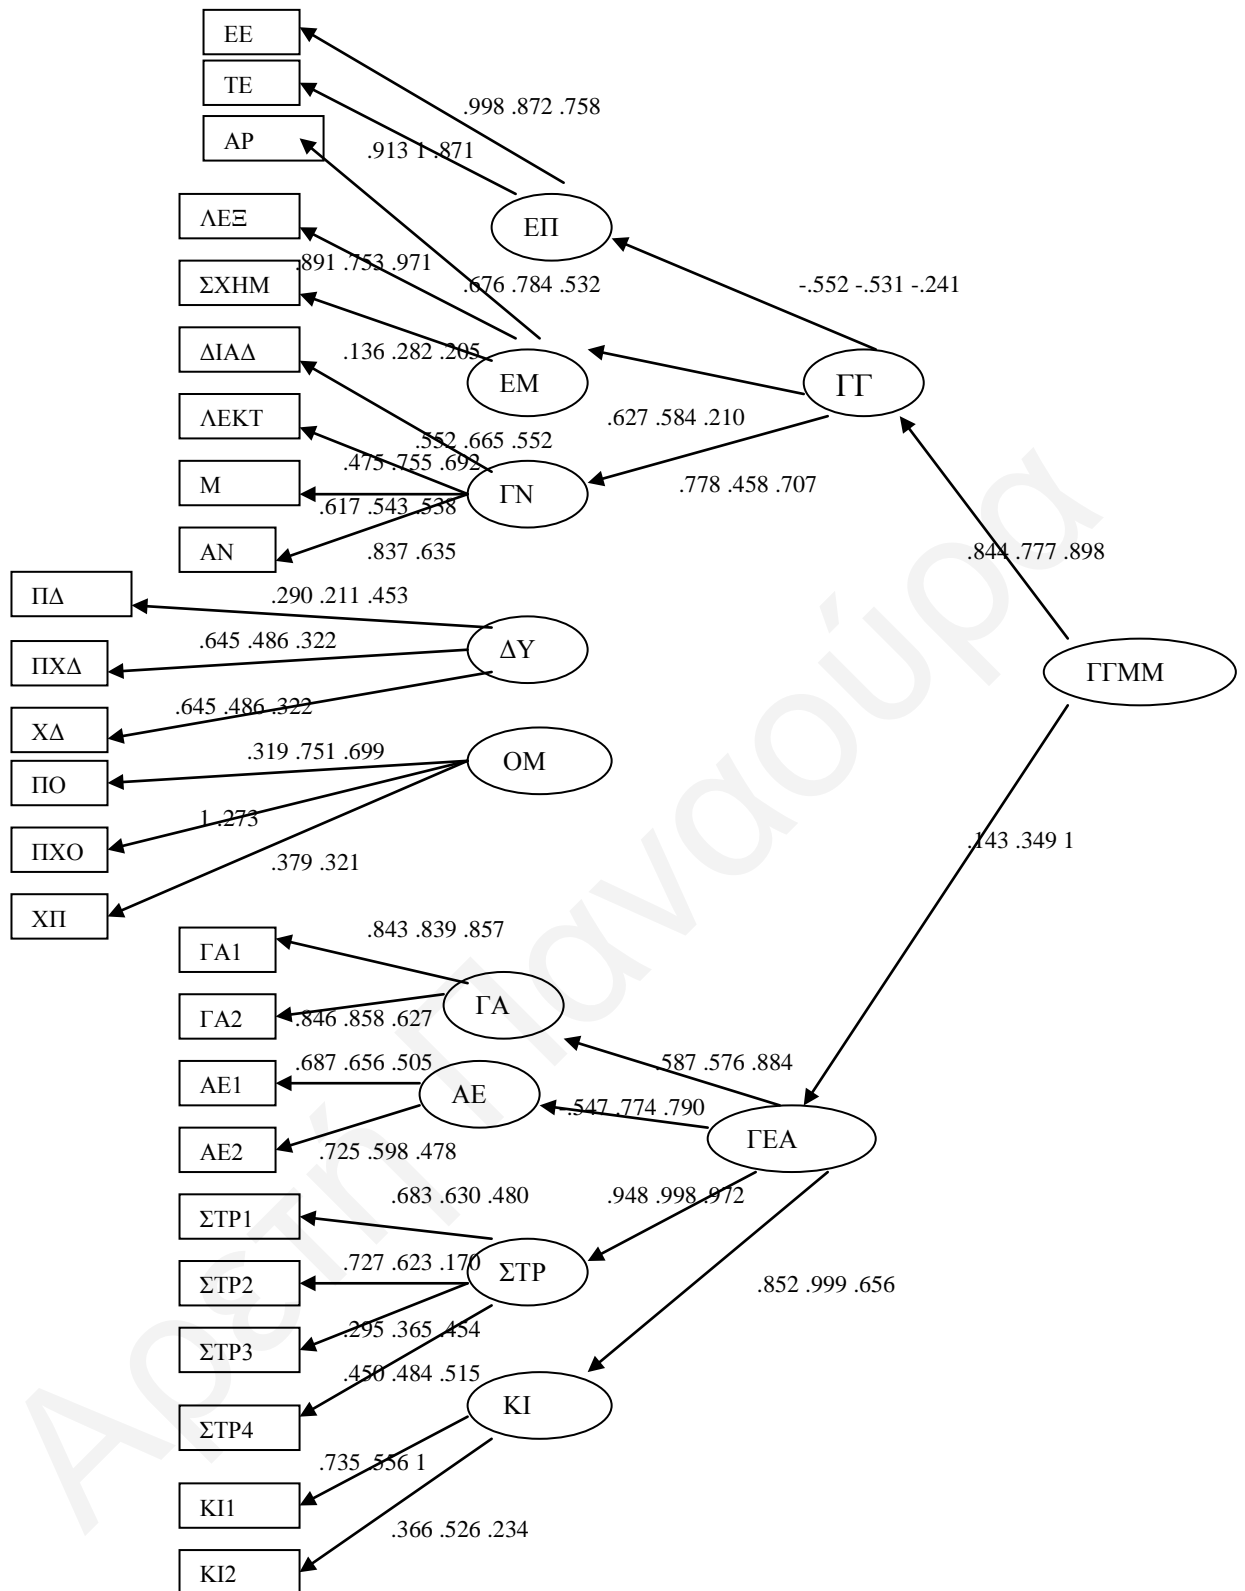 ΕΕ
ΤΕ
.998 .872 .758
ΑΡ
.913 1 .871
ΛΕΞ
ΕΠ
.891 .753 .971
ΣΧΗΜ
.676 .784 .532
-.552 -.531 -.241
ΔΙΑΔ
.136 .282 .205
ΕΜ
ΓΓ
ΛΕΚΤ
.627 .584 .210
.552 .665 .552
.475 .755 .692
Μ
ΓΝ
.778 .458 .707
.617 .543 .538
ΑΝ
.837 .635
.844 .777 .898
ΠΔ
.290 .211 .453
.645 .486 .322
ΠΧΔ
ΔΥ
ΓΓΜΜ
.645 .486 .322
ΧΔ
.319 .751 .699
ΟΜ
ΠΟ
1 .273
ΠΧΟ
.379 .321
.143 .349 1
ΧΠ
.843 .839 .857
ΓΑ1
ΓΑ2
.846 .858 .627
ΓΑ
.687 .656 .505
.587 .576 .884
ΑΕ1
ΑΕ
.547 .774 .790
ΑΕ2
.725 .598 .478
ΓΕΑ
.683 .630 .480
.948 .998 .972
ΣΤΡ1
.727 .623 .170
ΣΤΡ2
ΣΤΡ
.852 .999 .656
.295 .365 .454
ΣΤΡ3
.450 .484 .515
ΣΤΡ4
ΚΙ
.735 .556 1
ΚΙ1
.366 .526 .234
ΚΙ2
Αρετή Παναούρα